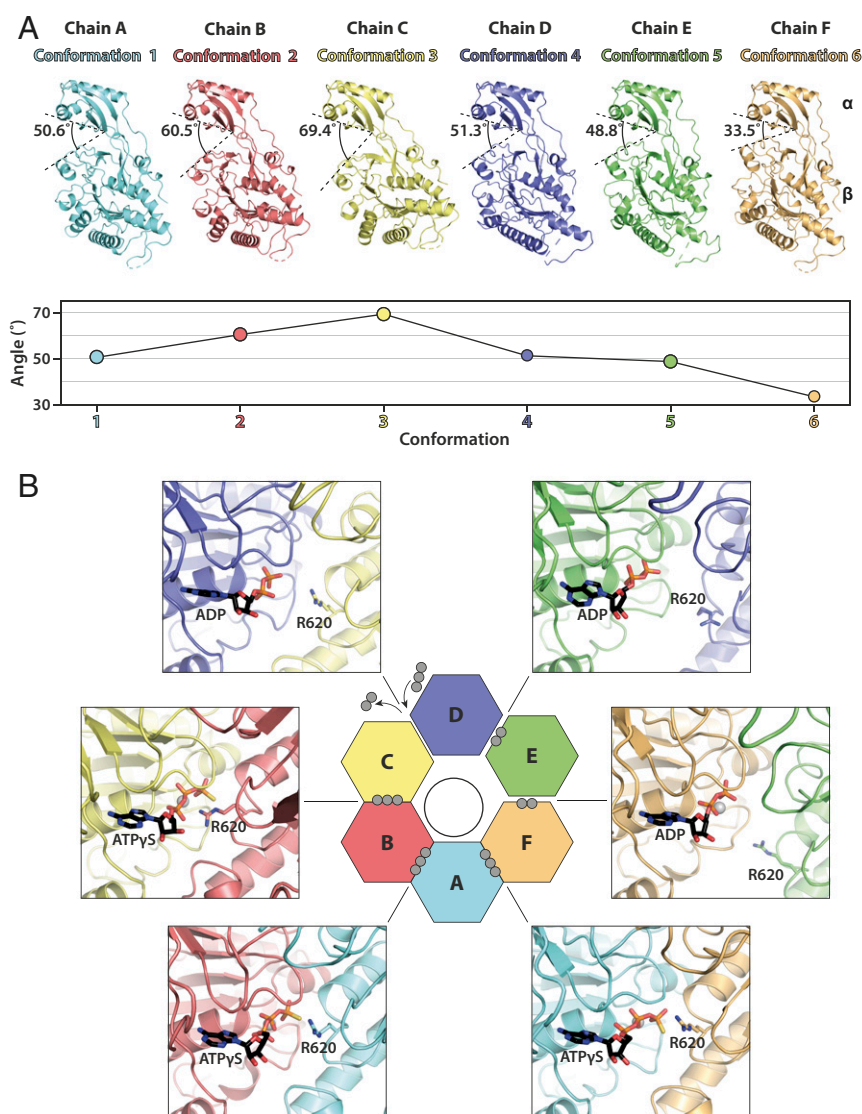 A
Chain A Chain B Chain C Chain D Chain E Chain F
Conformation 1 Conformation 2 Conformation 3 Conformation 4 Conformation 5 Conformation 6
α
50.6° 60.5° 69.4° 51.3° 48.8° 33.5°
β
Angle (°)
70
50
30
1 2 3 4 5 6
Conformation
B
ADP R620
ADP R620
ATPγS R620
ADP R620
D
C E
B F
A
ATPγS R620
ATPγS R620